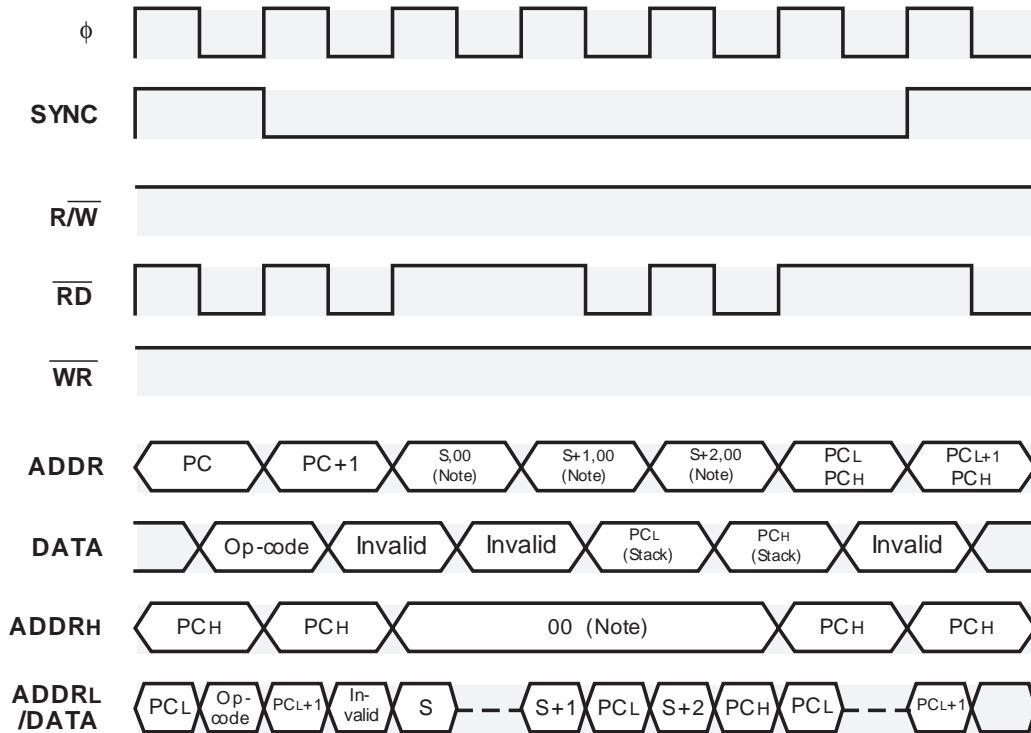 ϕ
SYNC
R/W
RD
WR
ADDR
PC
PC+1
S,00
(Note)
S+1,00
(Note)
S+2,00
(Note)
PCL
PCH
PCL+1
PCH
DATA
Op-code
Invalid
Invalid
PCL
(Stack)
PCH
(Stack)
Invalid
ADDRH
PCH
PCH
00 (Note)
PCH
PCH
ADDRL
/DATA
PCL
Op-
code
PCL+1
In-
valid
S
S+1
PCL
S+2
PCH
PCL
PCL+1